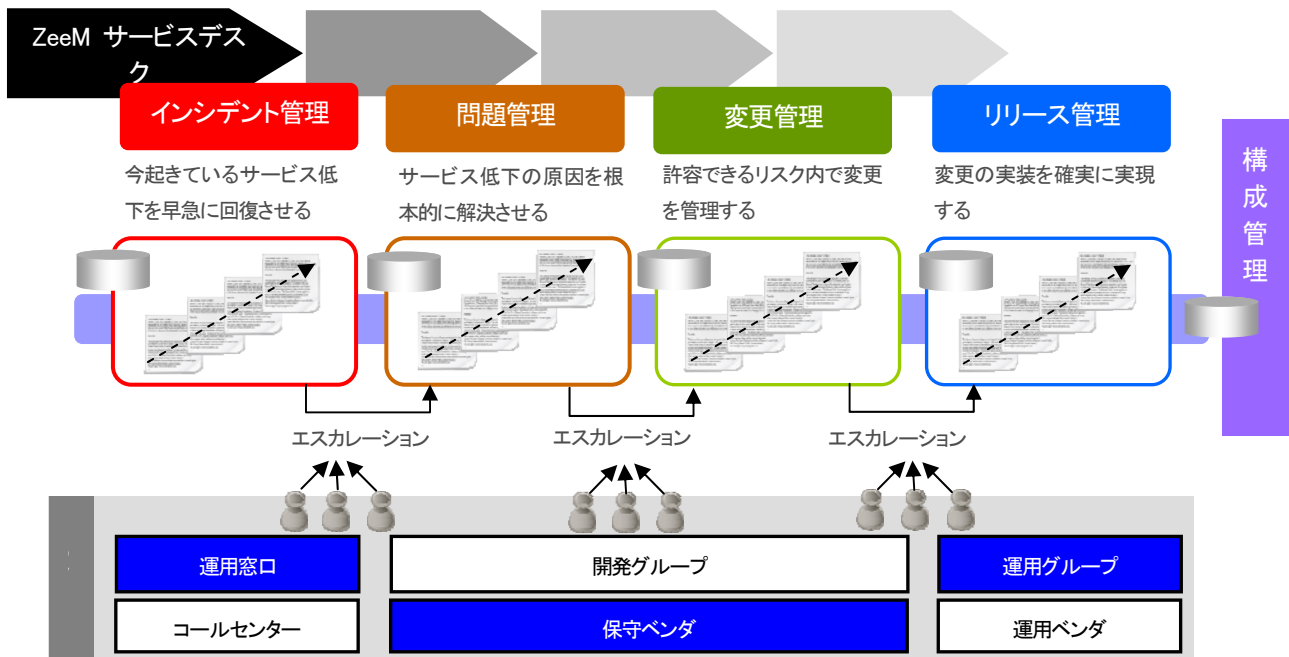 ZeeM サービスデス
ク
インシデント管理
問題管理
変更管理
リリース管理
今起きているサービス低
下を早急に回復させる
サービス低下の原因を根
本的に解決させる
許容できるリスク内で変更
を管理する
変更の実装を確実に実現
する
構成管理
エスカレーション
エスカレーション
エスカレーション
運用窓口
開発グループ
運用グループ
コールセンター
保守ベンダ
運用ベンダ